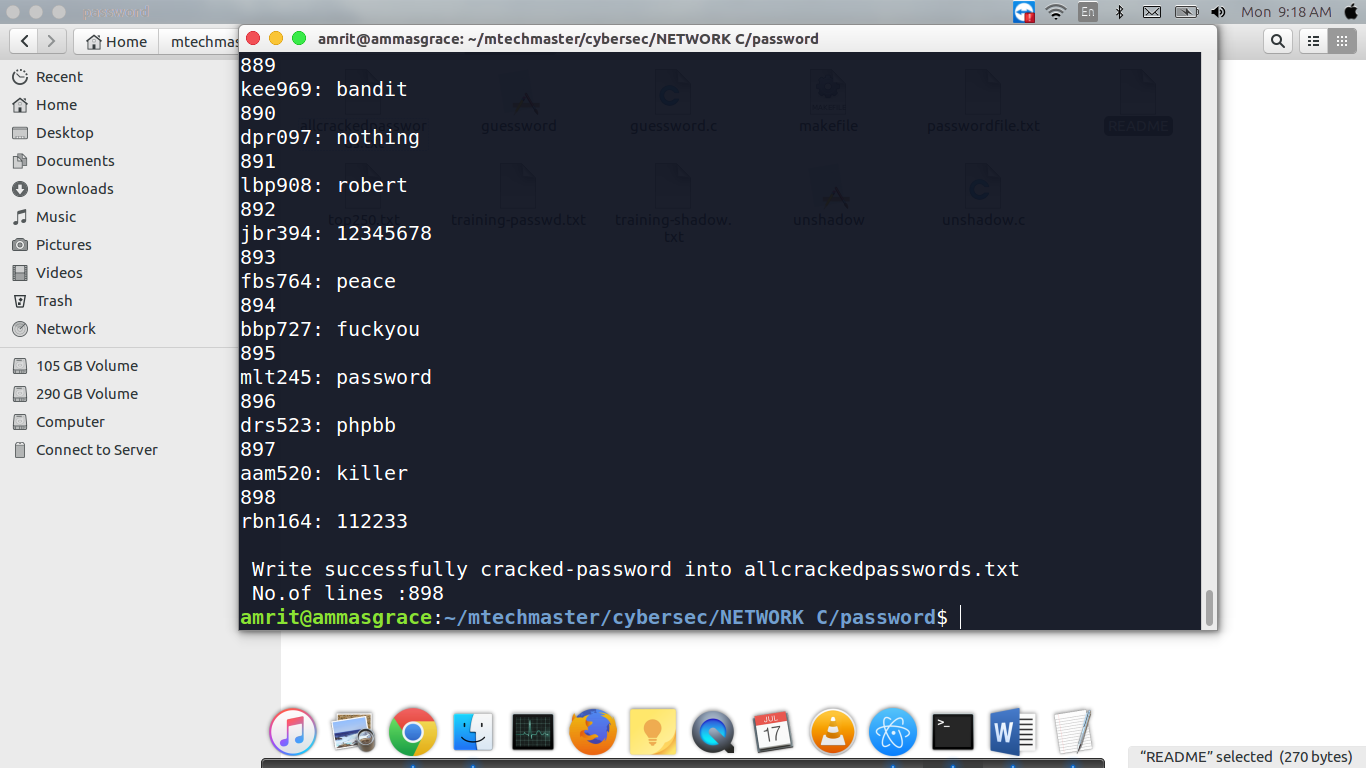 password
En
Mon 9:18 AM
Home
mtechmas
amrit@ammasgrace: ~/mtechmaster/cybersec/NETWORK C/password
Recent
Home
Desktop
Documents
Downloads
Music
Pictures
Videos
Trash
Network
105 GB Volume
290 GB Volume
Computer
Connect to Server
889
kee969: bandit
890
dpr097: nothing
891
lbp908: robert
892
jbr394: 12345678
893
fbs764: peace
894
bbp727: fuckyou
895
mlt245: password
896
drs523: phpbb
897
aam520: killer
898
rbn164: 112233
Write successfully cracked-password into allcrackedpasswords.txt
No.of lines :898
amrit@ammasgrace:~/mtechmaster/cybersec/NETWORK C/password$
allcrackedpasswor
guessword
guessword.c
makefile
passwordfile.txt
README
top250.txt
training-passwd.txt
training-shadow.
txt
unshadow
unshadow.c
JUL
17
“README” selected (270 bytes)